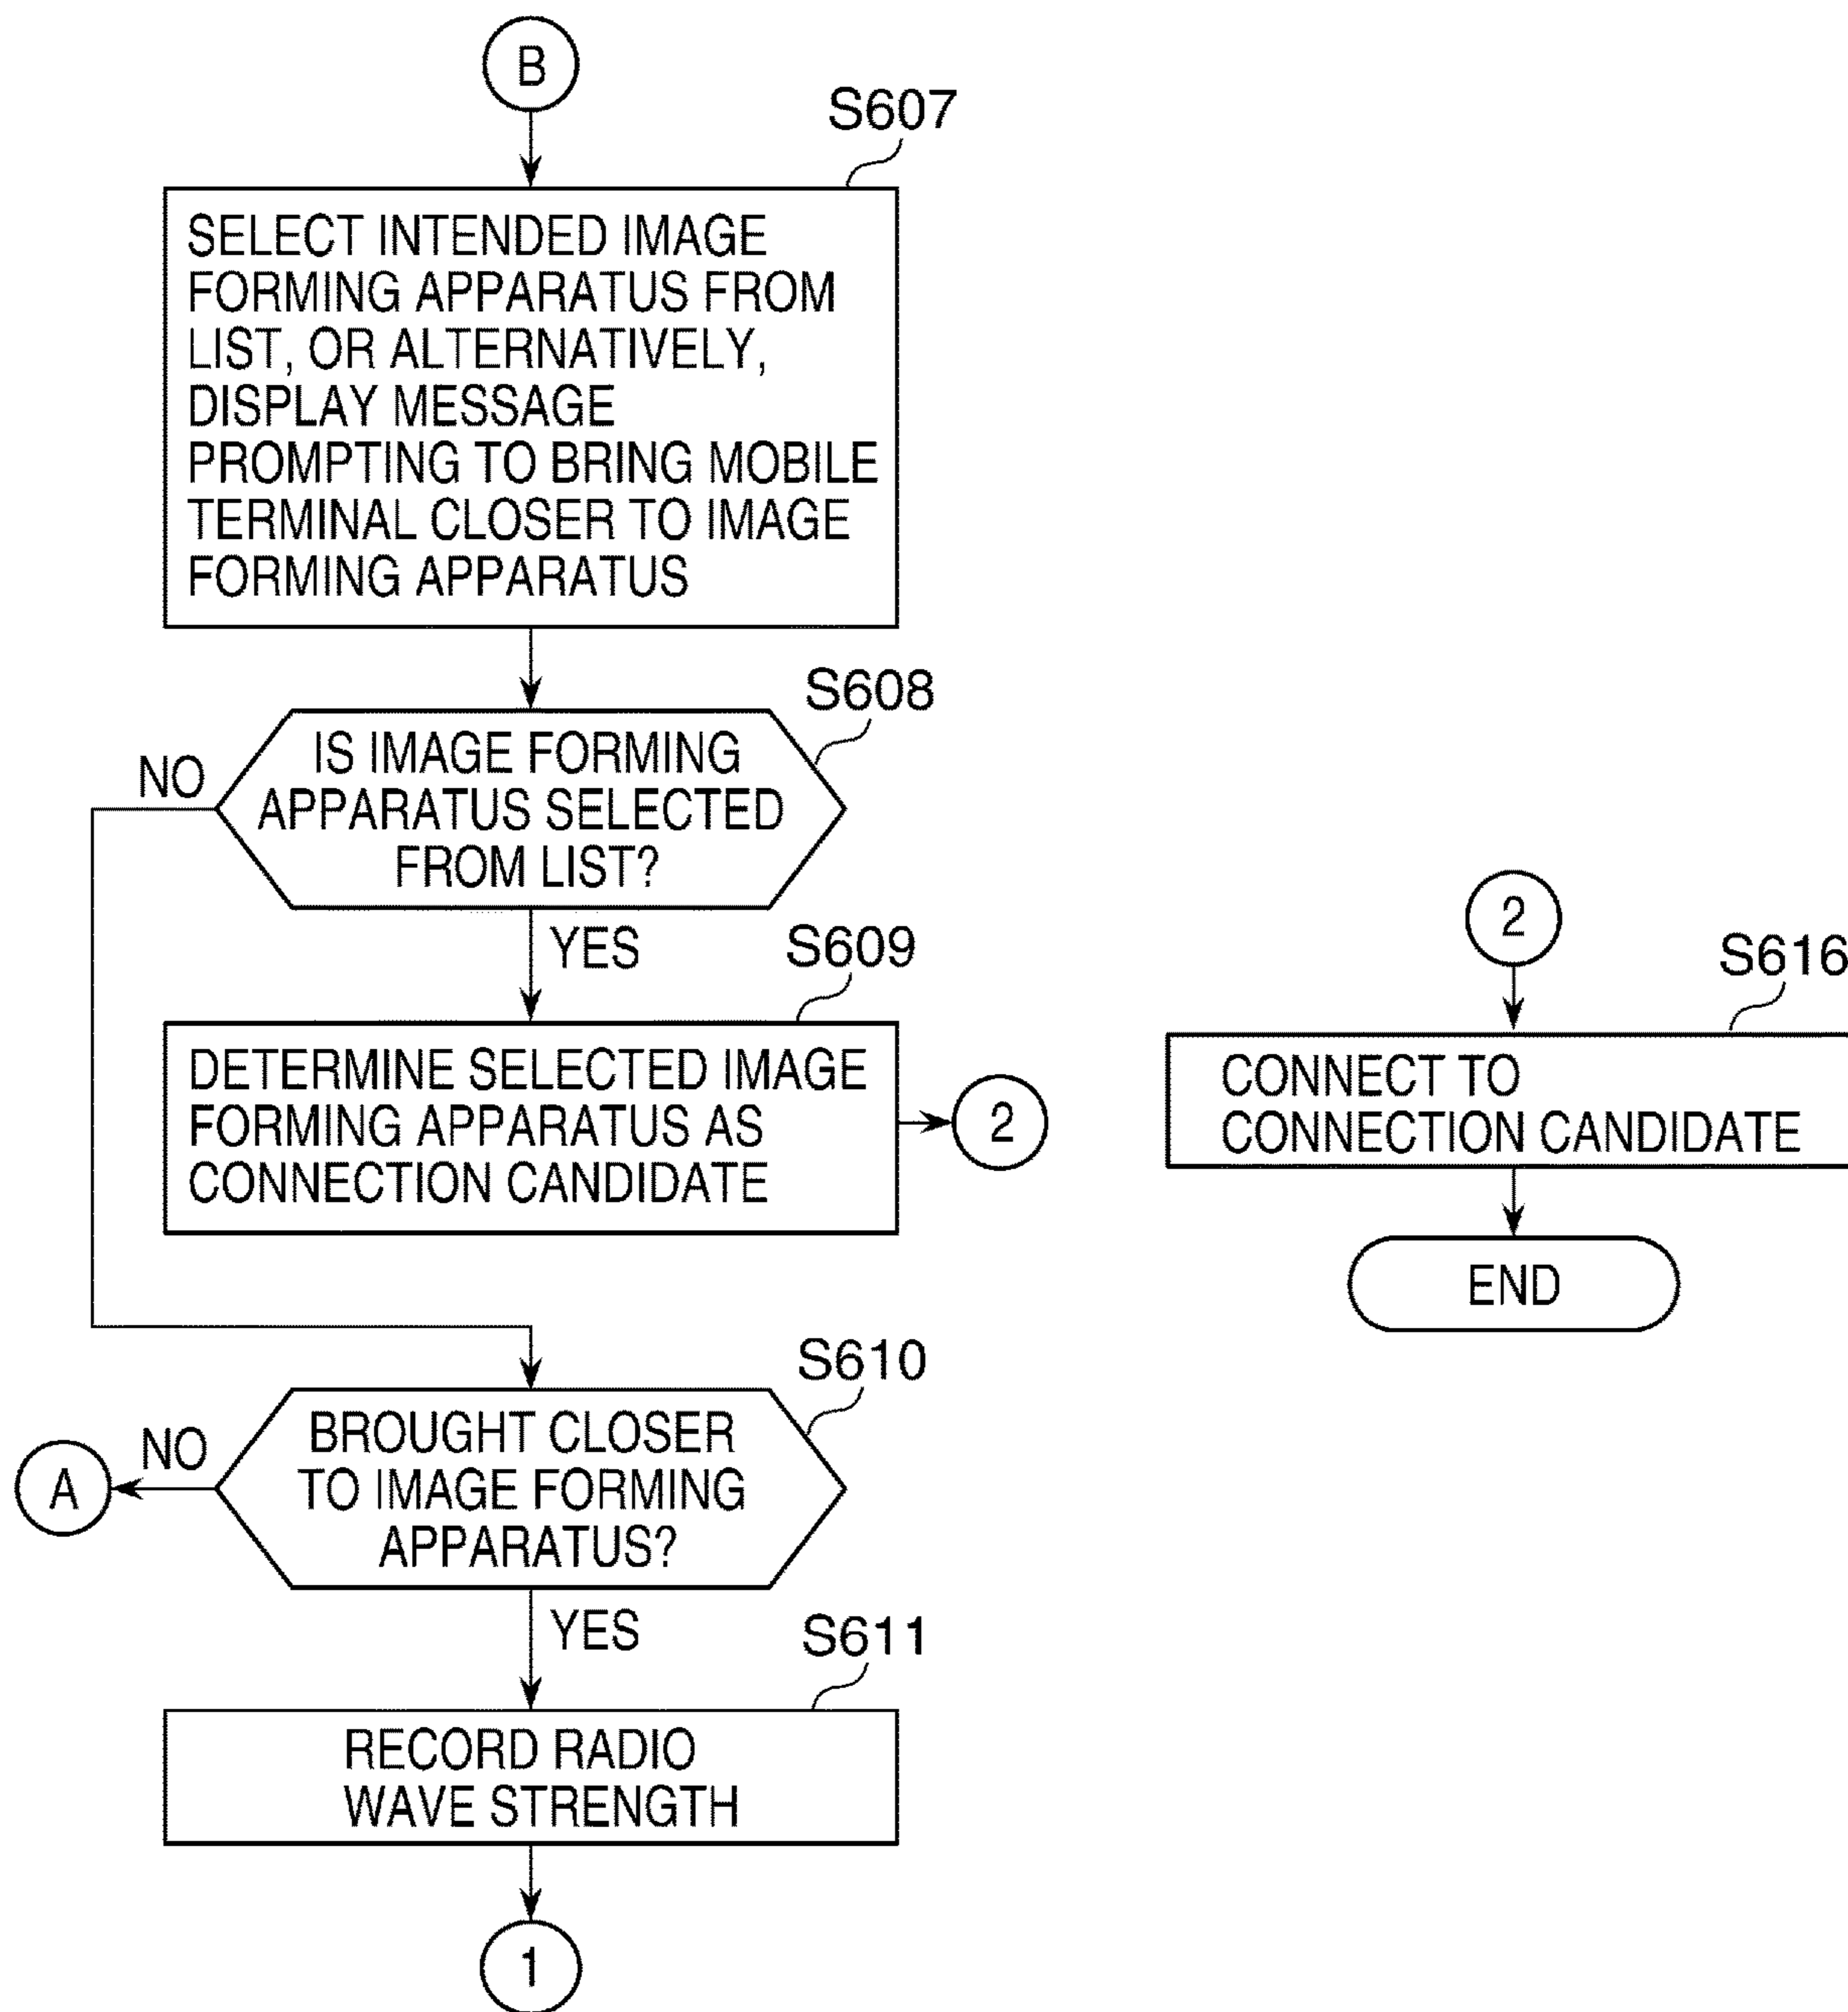 B
S607
SELECT INTENDED IMAGE
FORMING APPARATUS FROM
LIST, OR ALTERNATIVELY,
DISPLAY MESSAGE
PROMPTING TO BRING MOBILE
TERMINAL CLOSER TO IMAGE
FORMING APPARATUS
S608
NO
IS IMAGE FORMING
APPARATUS SELECTED
FROM LIST?
YES
S609
DETERMINE SELECTED IMAGE
FORMING APPARATUS AS
CONNECTION CANDIDATE
2
S610
BROUGHT CLOSER
TO IMAGE FORMING
APPARATUS?
NO
A
YES
S611
RECORD RADIO
WAVE STRENGTH
1
2
S616
CONNECT TO
CONNECTION CANDIDATE
END